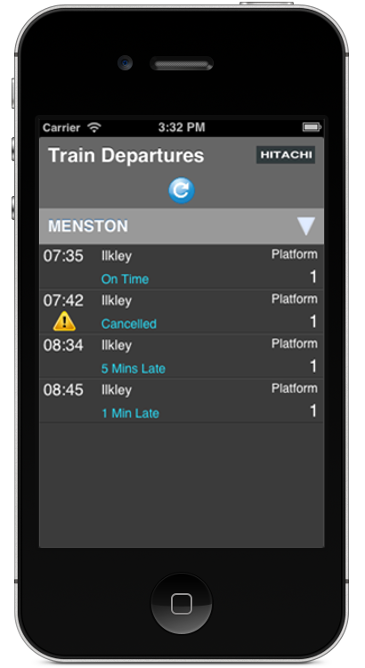 Carrier 3:32 PM
Train Departures HITACHI
MENSTON
07:35 Ilkley Platform
On Time 1
07:42 Ilkley Platform
Cancelled 1
08:34 Ilkley Platform
5 Mins Late 1
08:45 Ilkley Platform
1 Min Late 1